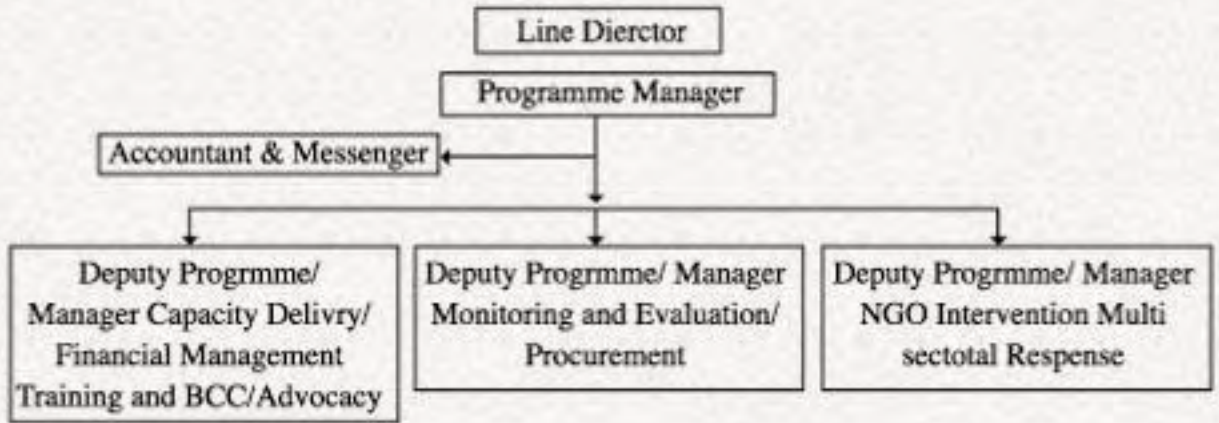 Line Dierctor
Programme Manager
Accountant & Messenger
Deputy Progrmme/
Manager Capacity Delivry/
Financial Management
Training and BCC/Advocacy
Deputy Progrmme/ Manager
Monitoring and Evaluation/
Procurement
Deputy Progrmme/ Manager
NGO Intervention Multi
sectotal Respense